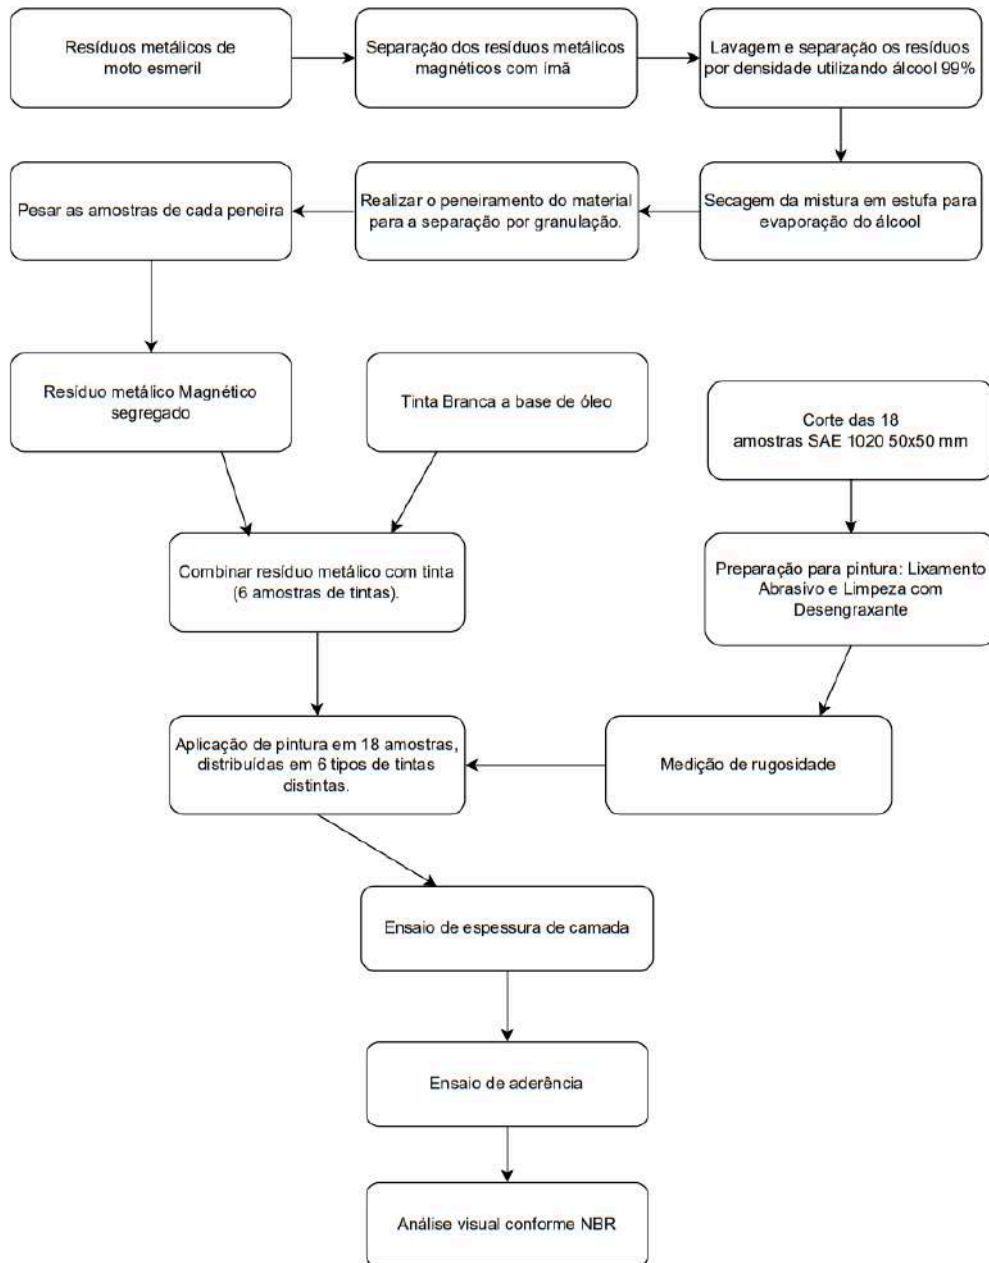 Resíduos metálicos de
moto esmeril
Separação dos resíduos metálicos
magnéticos com ímã
Lavagem e separação os resíduos
por densidade utilizando álcool 99%
Pesar as amostras de cada peneira
Realizar o peneiramento do material
para a separação por granulação.
Secagem da mistura em estufa para
evaporação do álcool
Resíduo metálico Magnético
segregado
Tinta Branca a base de óleo
Corte das 18
amostras SAE 1020 50x50 mm
Combinar resíduo metálico com tinta
(6 amostras de tintas).
Preparação para pintura: Lixamento
Abrasivo e Limpeza com
Desengraxante
Aplicação de pintura em 18 amostras,
distribuídas em 6 tipos de tintas
distintas.
Medição de rugosidade
Ensaio de espessura de camada
Ensaio de aderência
Análise visual conforme NBR